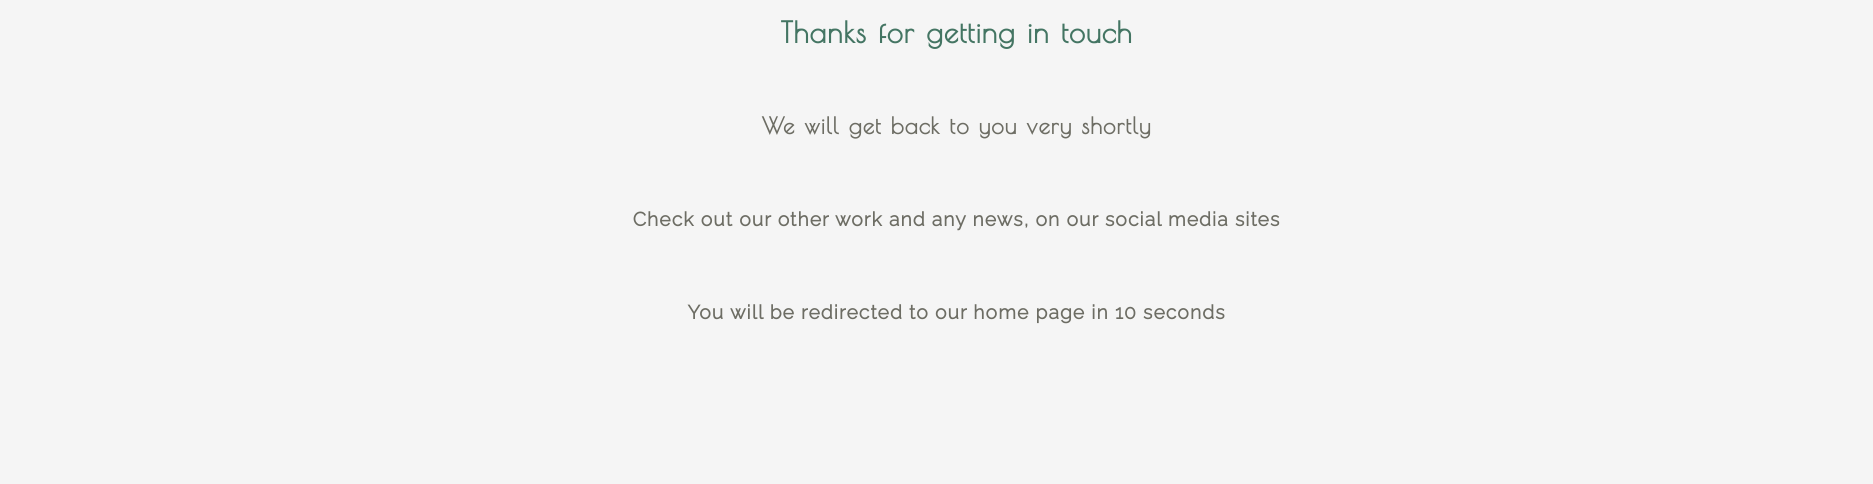 Thanks for getting in touch
We will get back to you very shortly
Check out our other work and any news, on our social media sites
You will be redirected to our home page in 10 seconds